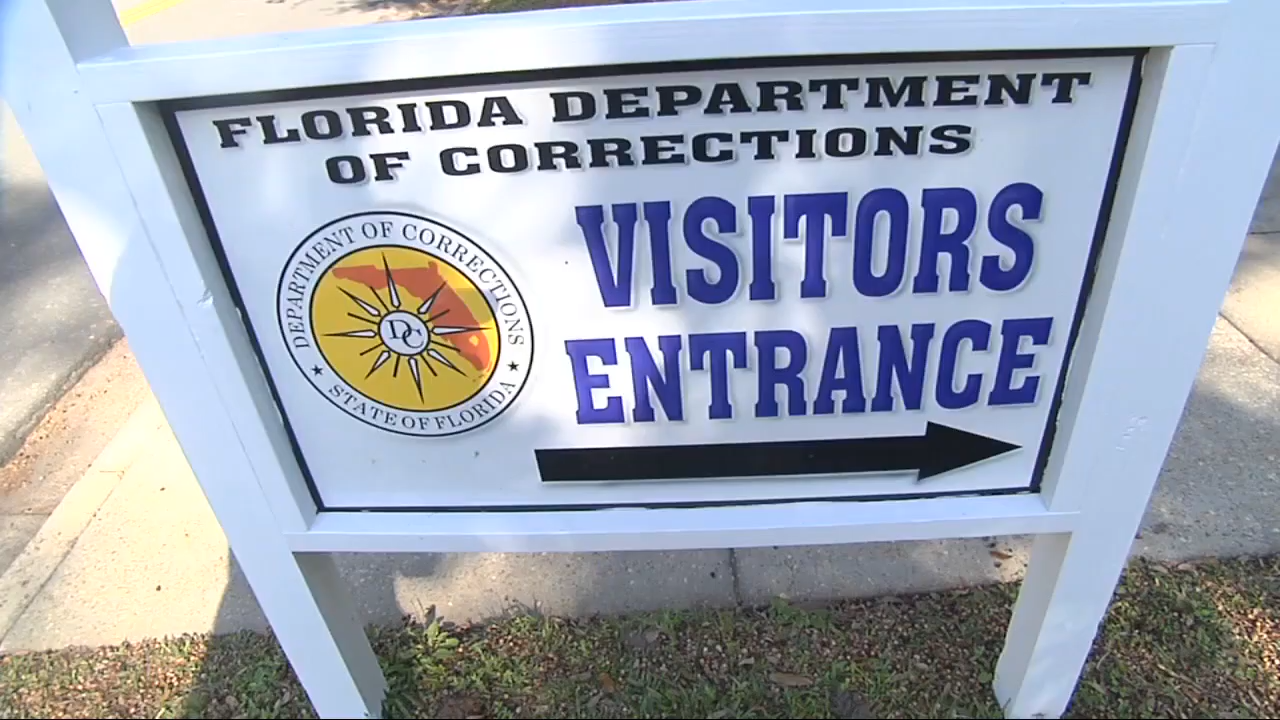 FLORIDA DEPARTMENT
OF CORRECTIONS
VISITORS
ENTRANCE
DEPARTMENT OF CORRECTIONS
DC
STATE OF FLORIDA